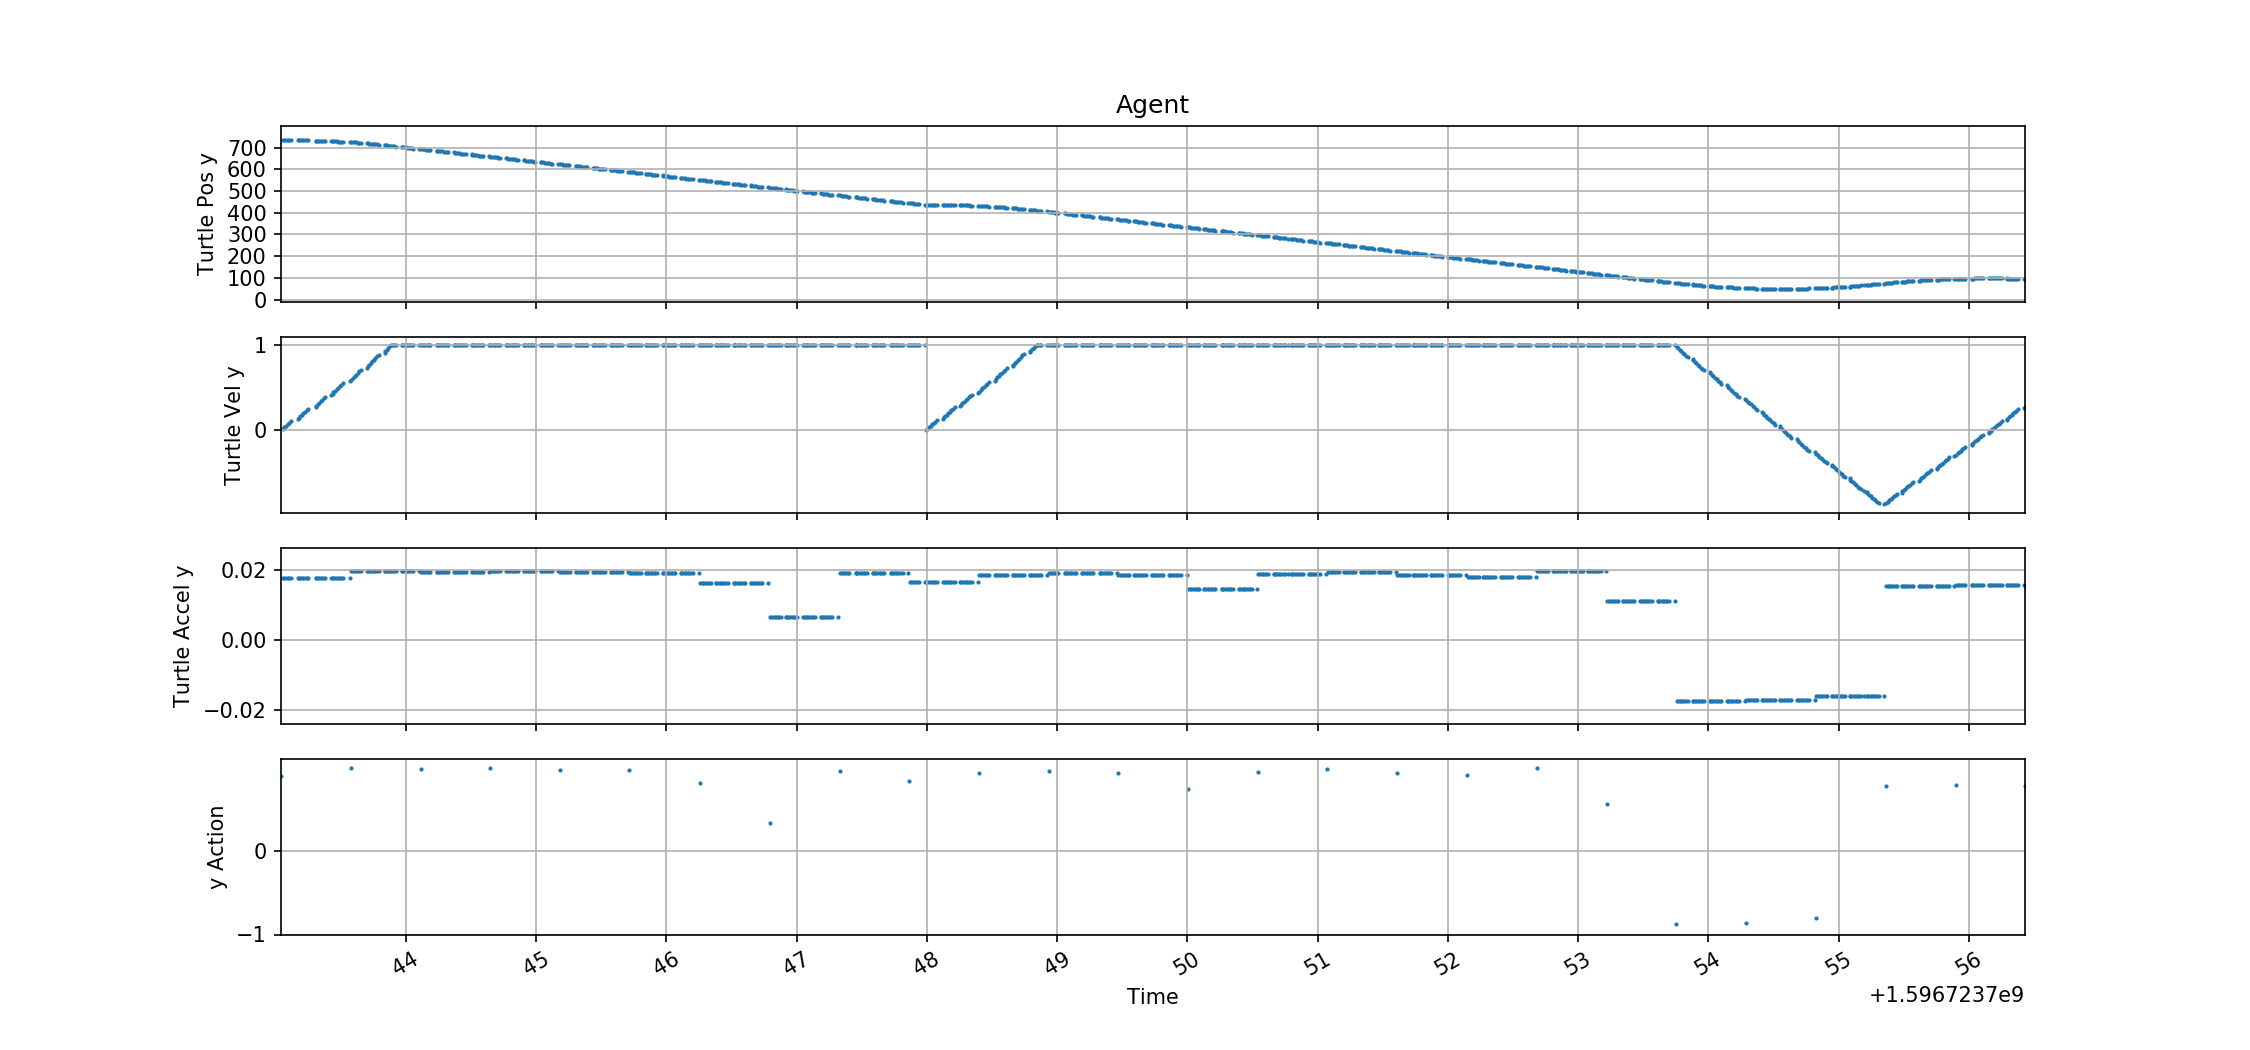 Agent
Turtle Pos y
700
600
500
400
300
200
100
0
Turtle Vel y
1
0
Turtle Accel y
0.02
0.00
−0.02
y Action
0
−1
44 45 46 47 48 49 50 51 52 53 54 55 56
Time
+1.5967237e9